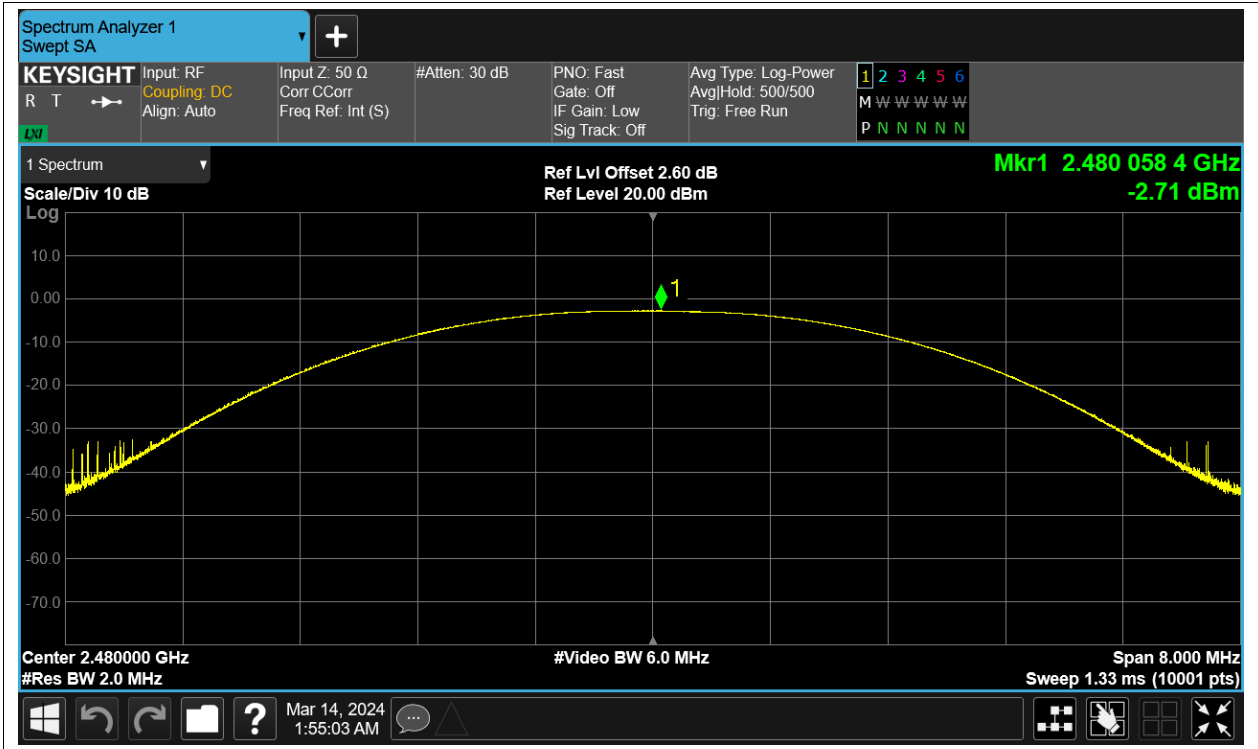 Spectrum Analyzer 1
Swept SA
KEYSIGHT
R T
LXI
Input: RF
Coupling: DC
Align: Auto
Input Z: 50 Ω
Corr CCorr
Freq Ref: Int (S)
#Atten: 30 dB
PNO: Fast
Gate: Off
IF Gain: Low
Sig Track: Off
Avg Type: Log-Power
Avg|Hold: 500/500
Trig: Free Run
1 2 3 4 5 6
M W W W W W
P N N N N N
1 Spectrum
Scale/Div 10 dB
Ref Lvl Offset 2.60 dB
Ref Level 20.00 dBm
Mkr1 2.480 058 4 GHz
-2.71 dBm
Log
10.0
0.00
-10.0
-20.0
-30.0
-40.0
-50.0
-60.0
-70.0
1
Center 2.480000 GHz
#Res BW 2.0 MHz
#Video BW 6.0 MHz
Span 8.000 MHz
Sweep 1.33 ms (10001 pts)
?
Mar 14, 2024
1:55:03 AM